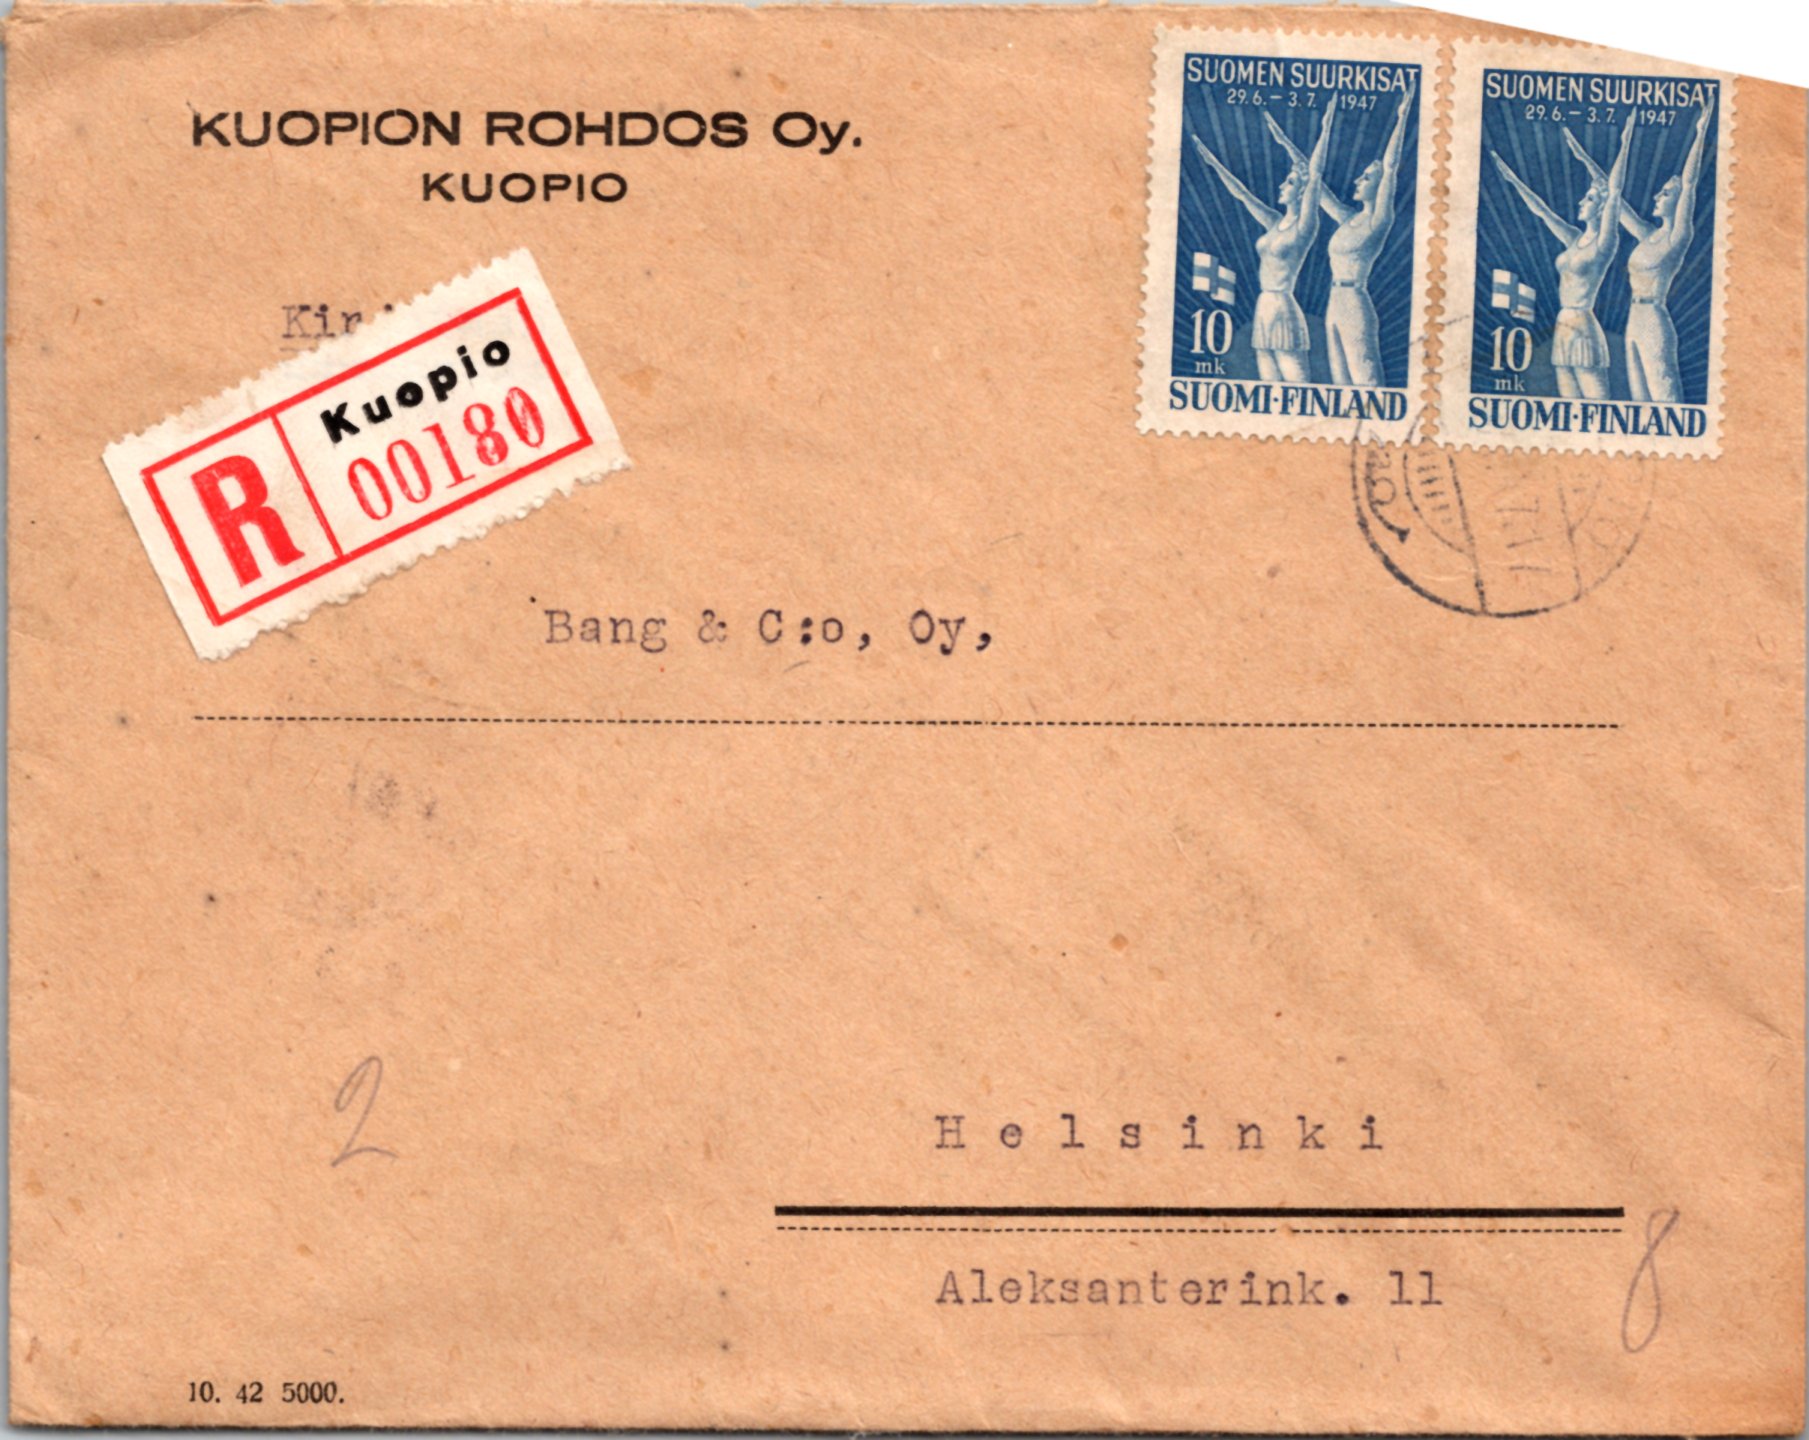 KUOPION ROHDOS Oy.
KUOPIO
SUOMEN SUURKISAT
29.6.–3.7. 1947
10
mk
SUOMI-FINLAND
SUOMEN SUURKISAT
29.6.–3.7. 1947
10
mk
SUOMI-FINLAND
R
Kuopio
00180
Bang & C:o, Oy,
2
Helsinki
Aleksanterink. 11
8
10. 42 5000.